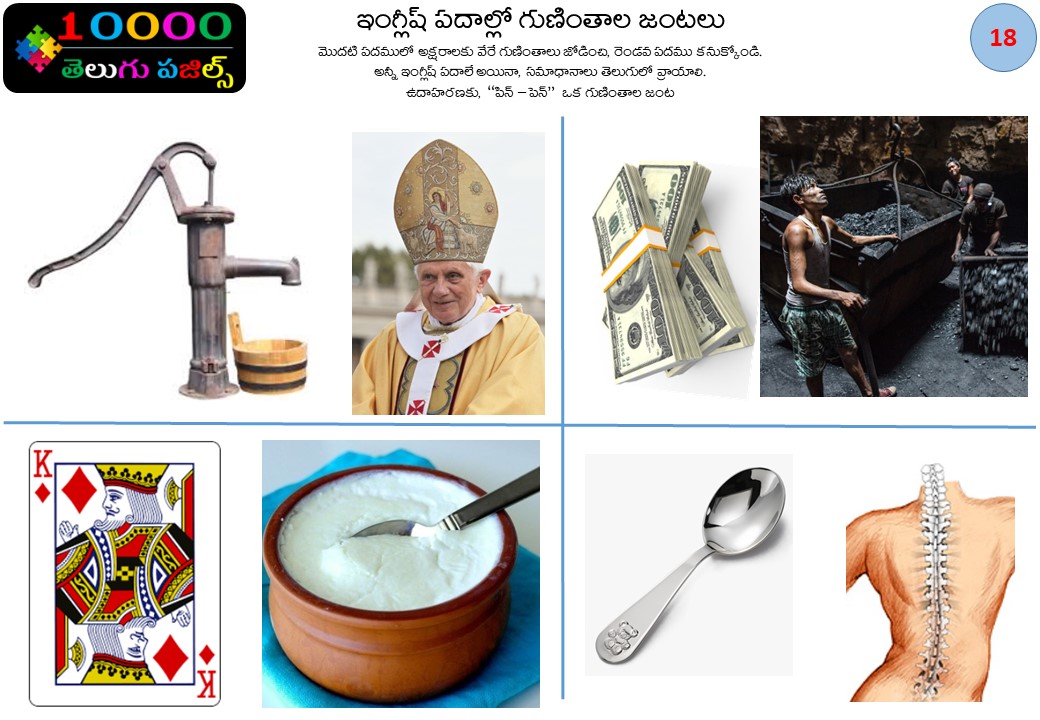 10000
తెలుగు పజిల్స్
ఇంగ్లీష్ పదాల్లో గుణింతాల జంటలు
18
మొదటి పదములో అక్షరాలకు వేరే గుణింతాలు జోడించి, రెండవ పదము కనుక్కోండి.
అన్నీ ఇంగ్లీష్ పదాలే అయినా, సమాధానాలు తెలుగులో వ్రాయాలి.
ఉదాహరణకు, “పిన్ – పెన్” ఒక గుణింతాల జంట
K
K